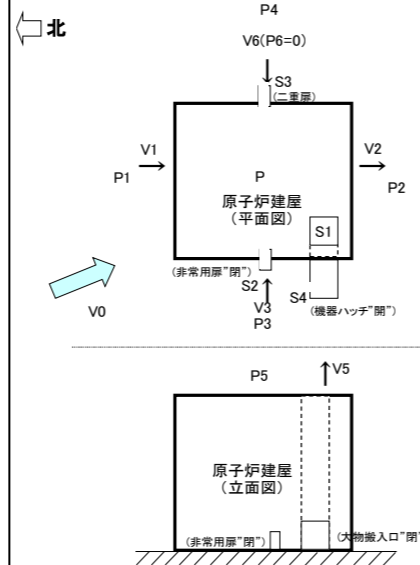 北
P4
V6(P6=0)
S3
(二重扉)
V1
V2
P1
P
P2
原子炉建屋
(平面図)
S1
(非常用扉"閉")
S2
S4
(機器ハッチ"開")
V3
P3
V0
P5
V5
原子炉建屋
(立面図)
(非常用扉"閉")
(大物搬入口"閉"